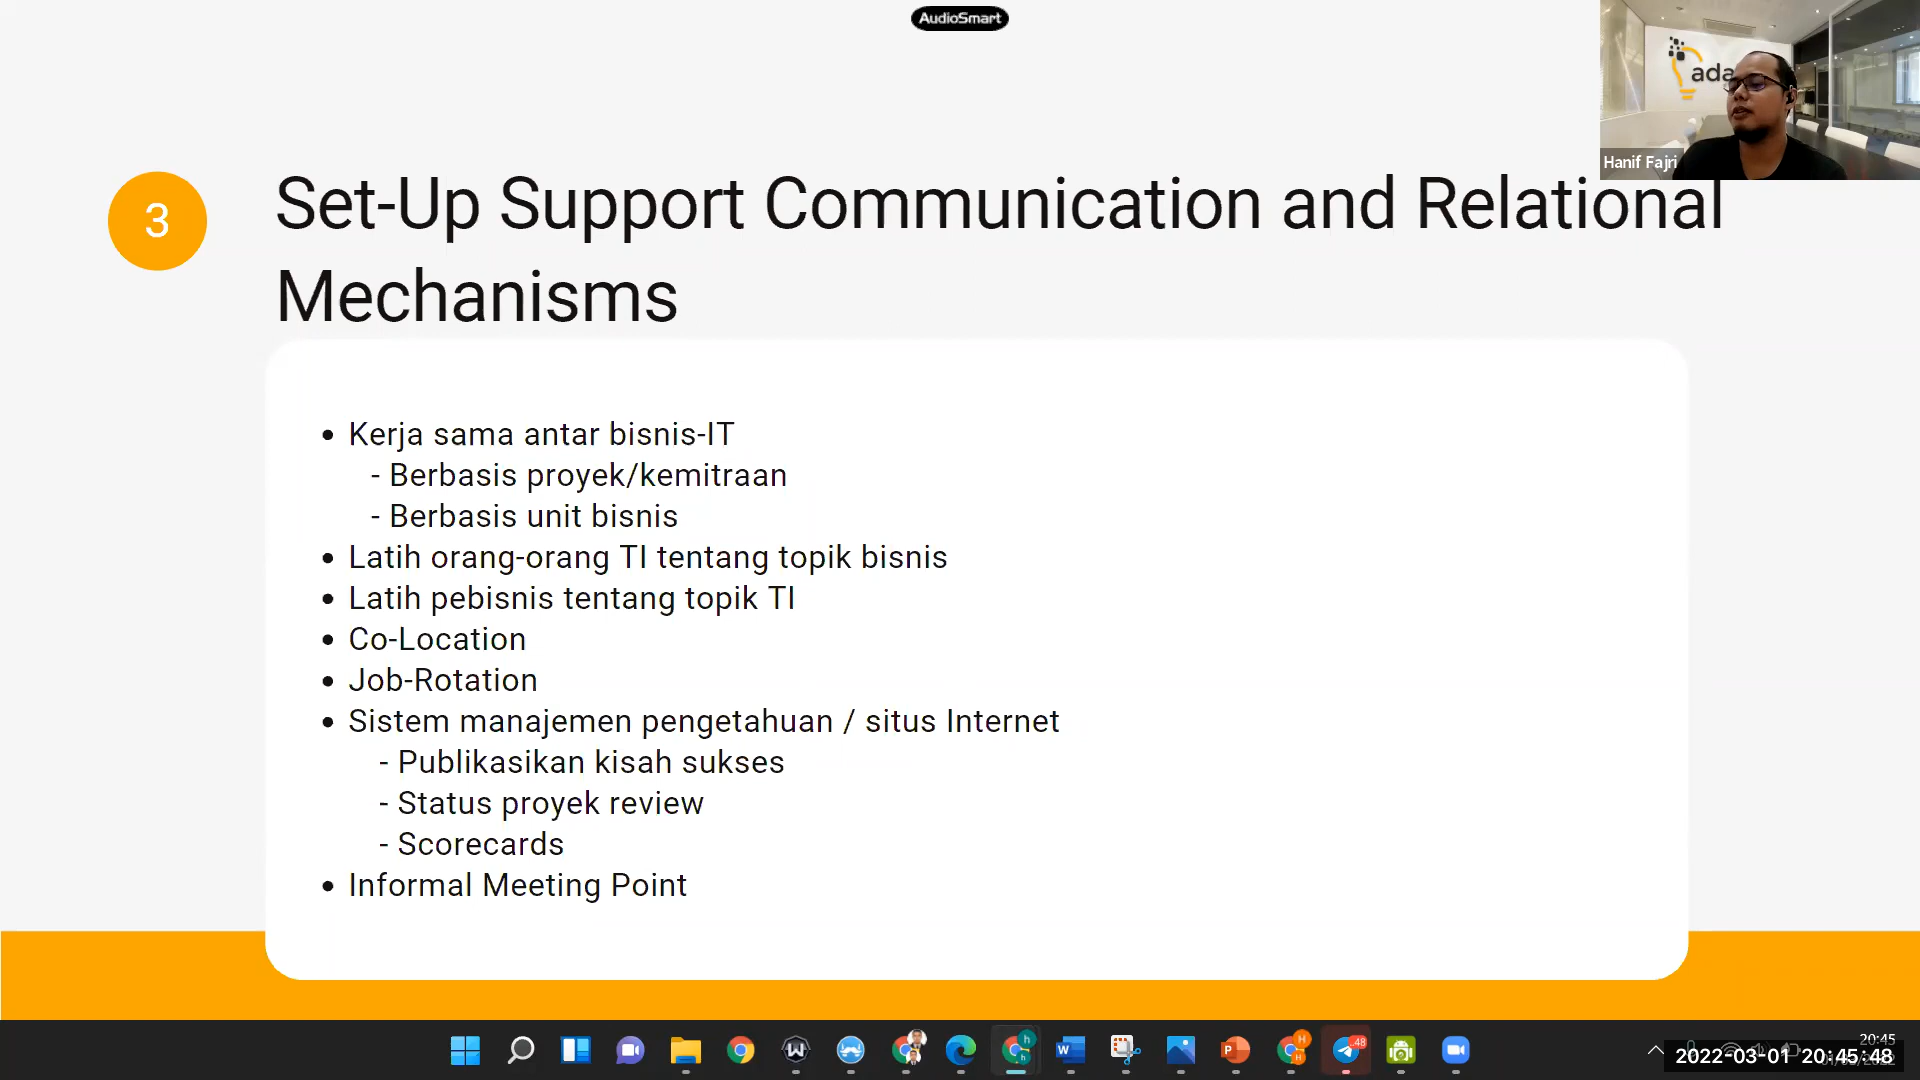 AudioSmart
ada
Hanif Fajri
3
Set-Up Support Communication and Relational
Mechanisms
• Kerja sama antar bisnis-IT
- Berbasis proyek/kemitraan
- Berbasis unit bisnis
• Latih orang-orang TI tentang topik bisnis
• Latih pebisnis tentang topik TI
• Co-Location
• Job-Rotation
• Sistem manajemen pengetahuan / situs Internet
- Publikasikan kisah sukses
- Status proyek review
- Scorecards
• Informal Meeting Point
48
20:45
2022-03-01 20:45:48